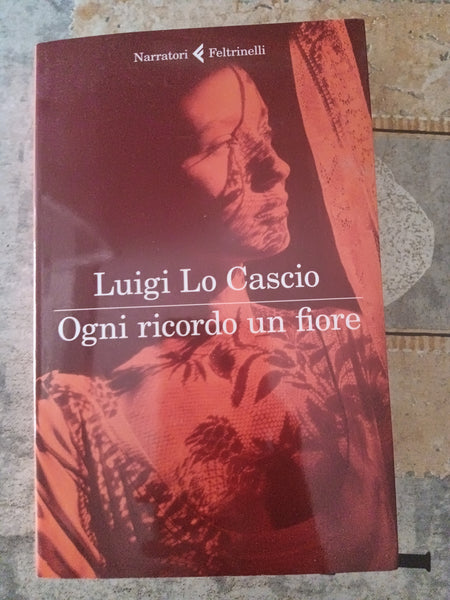 Narratori Feltrinelli
Luigi Lo Cascio
Ogni ricordo un fiore